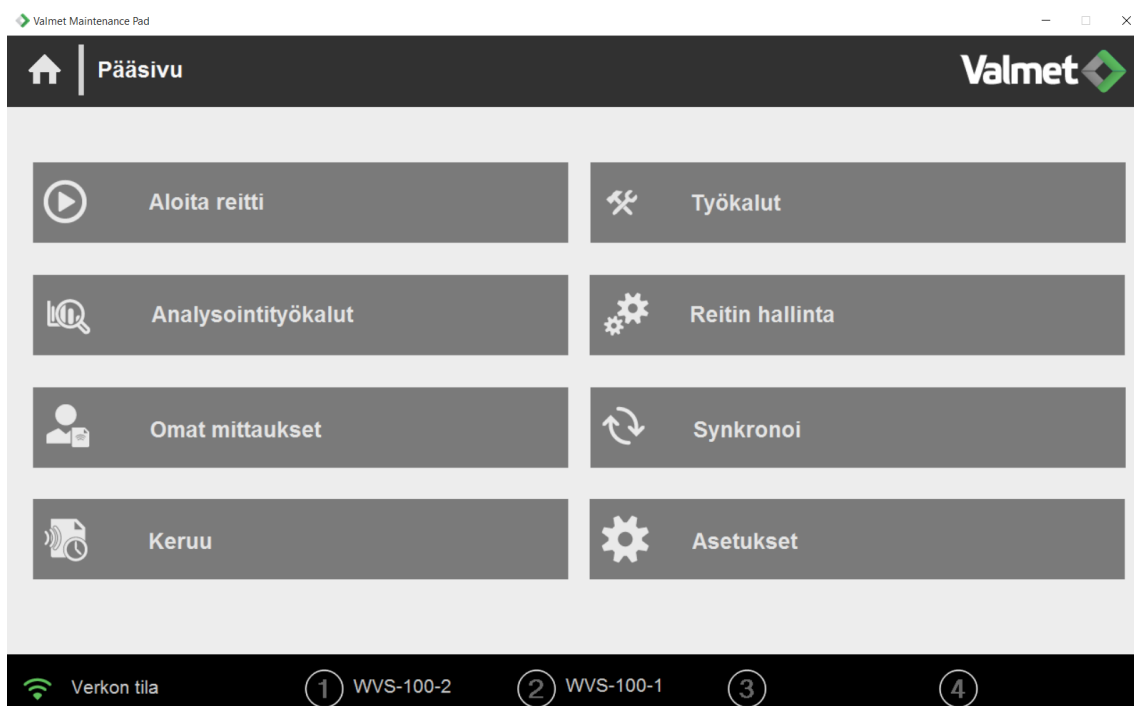 Valmet Maintenance Pad
Pääsivu
Valmet
Aloita reitti
Työkalut
Analysointityökalut
Reitin hallinta
Omat mittaukset
Synkronoi
Keruu
Asetukset
Verkon tila
1 WVS-100-2
2 WVS-100-1
3
4